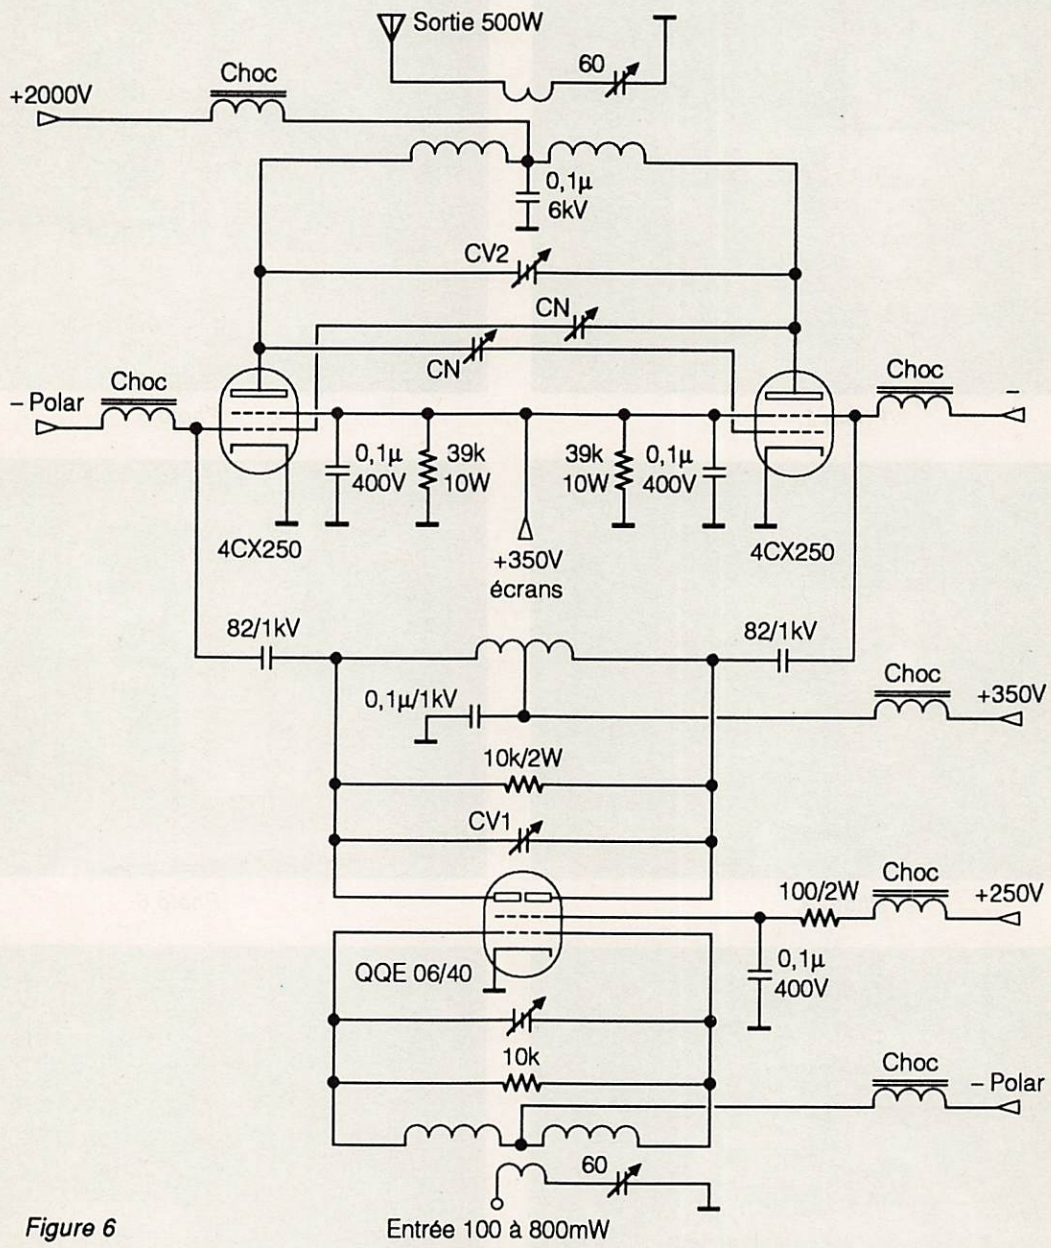 Sortie 500W
60
Choc
+2000V
0,1µ
6kV
CV2
CN
CN
Choc
– Polar
Choc
–
0,1µ
400V
39k
10W
39k
10W
0,1µ
400V
4CX250
+350V
écrans
4CX250
82/1kV
82/1kV
Choc
+350V
0,1µ/1kV
10k/2W
CV1
Choc
100/2W
+250V
QQE 06/40
0,1µ
400V
10k
Choc
– Polar
60
Figure 6
Entrée 100 à 800mW